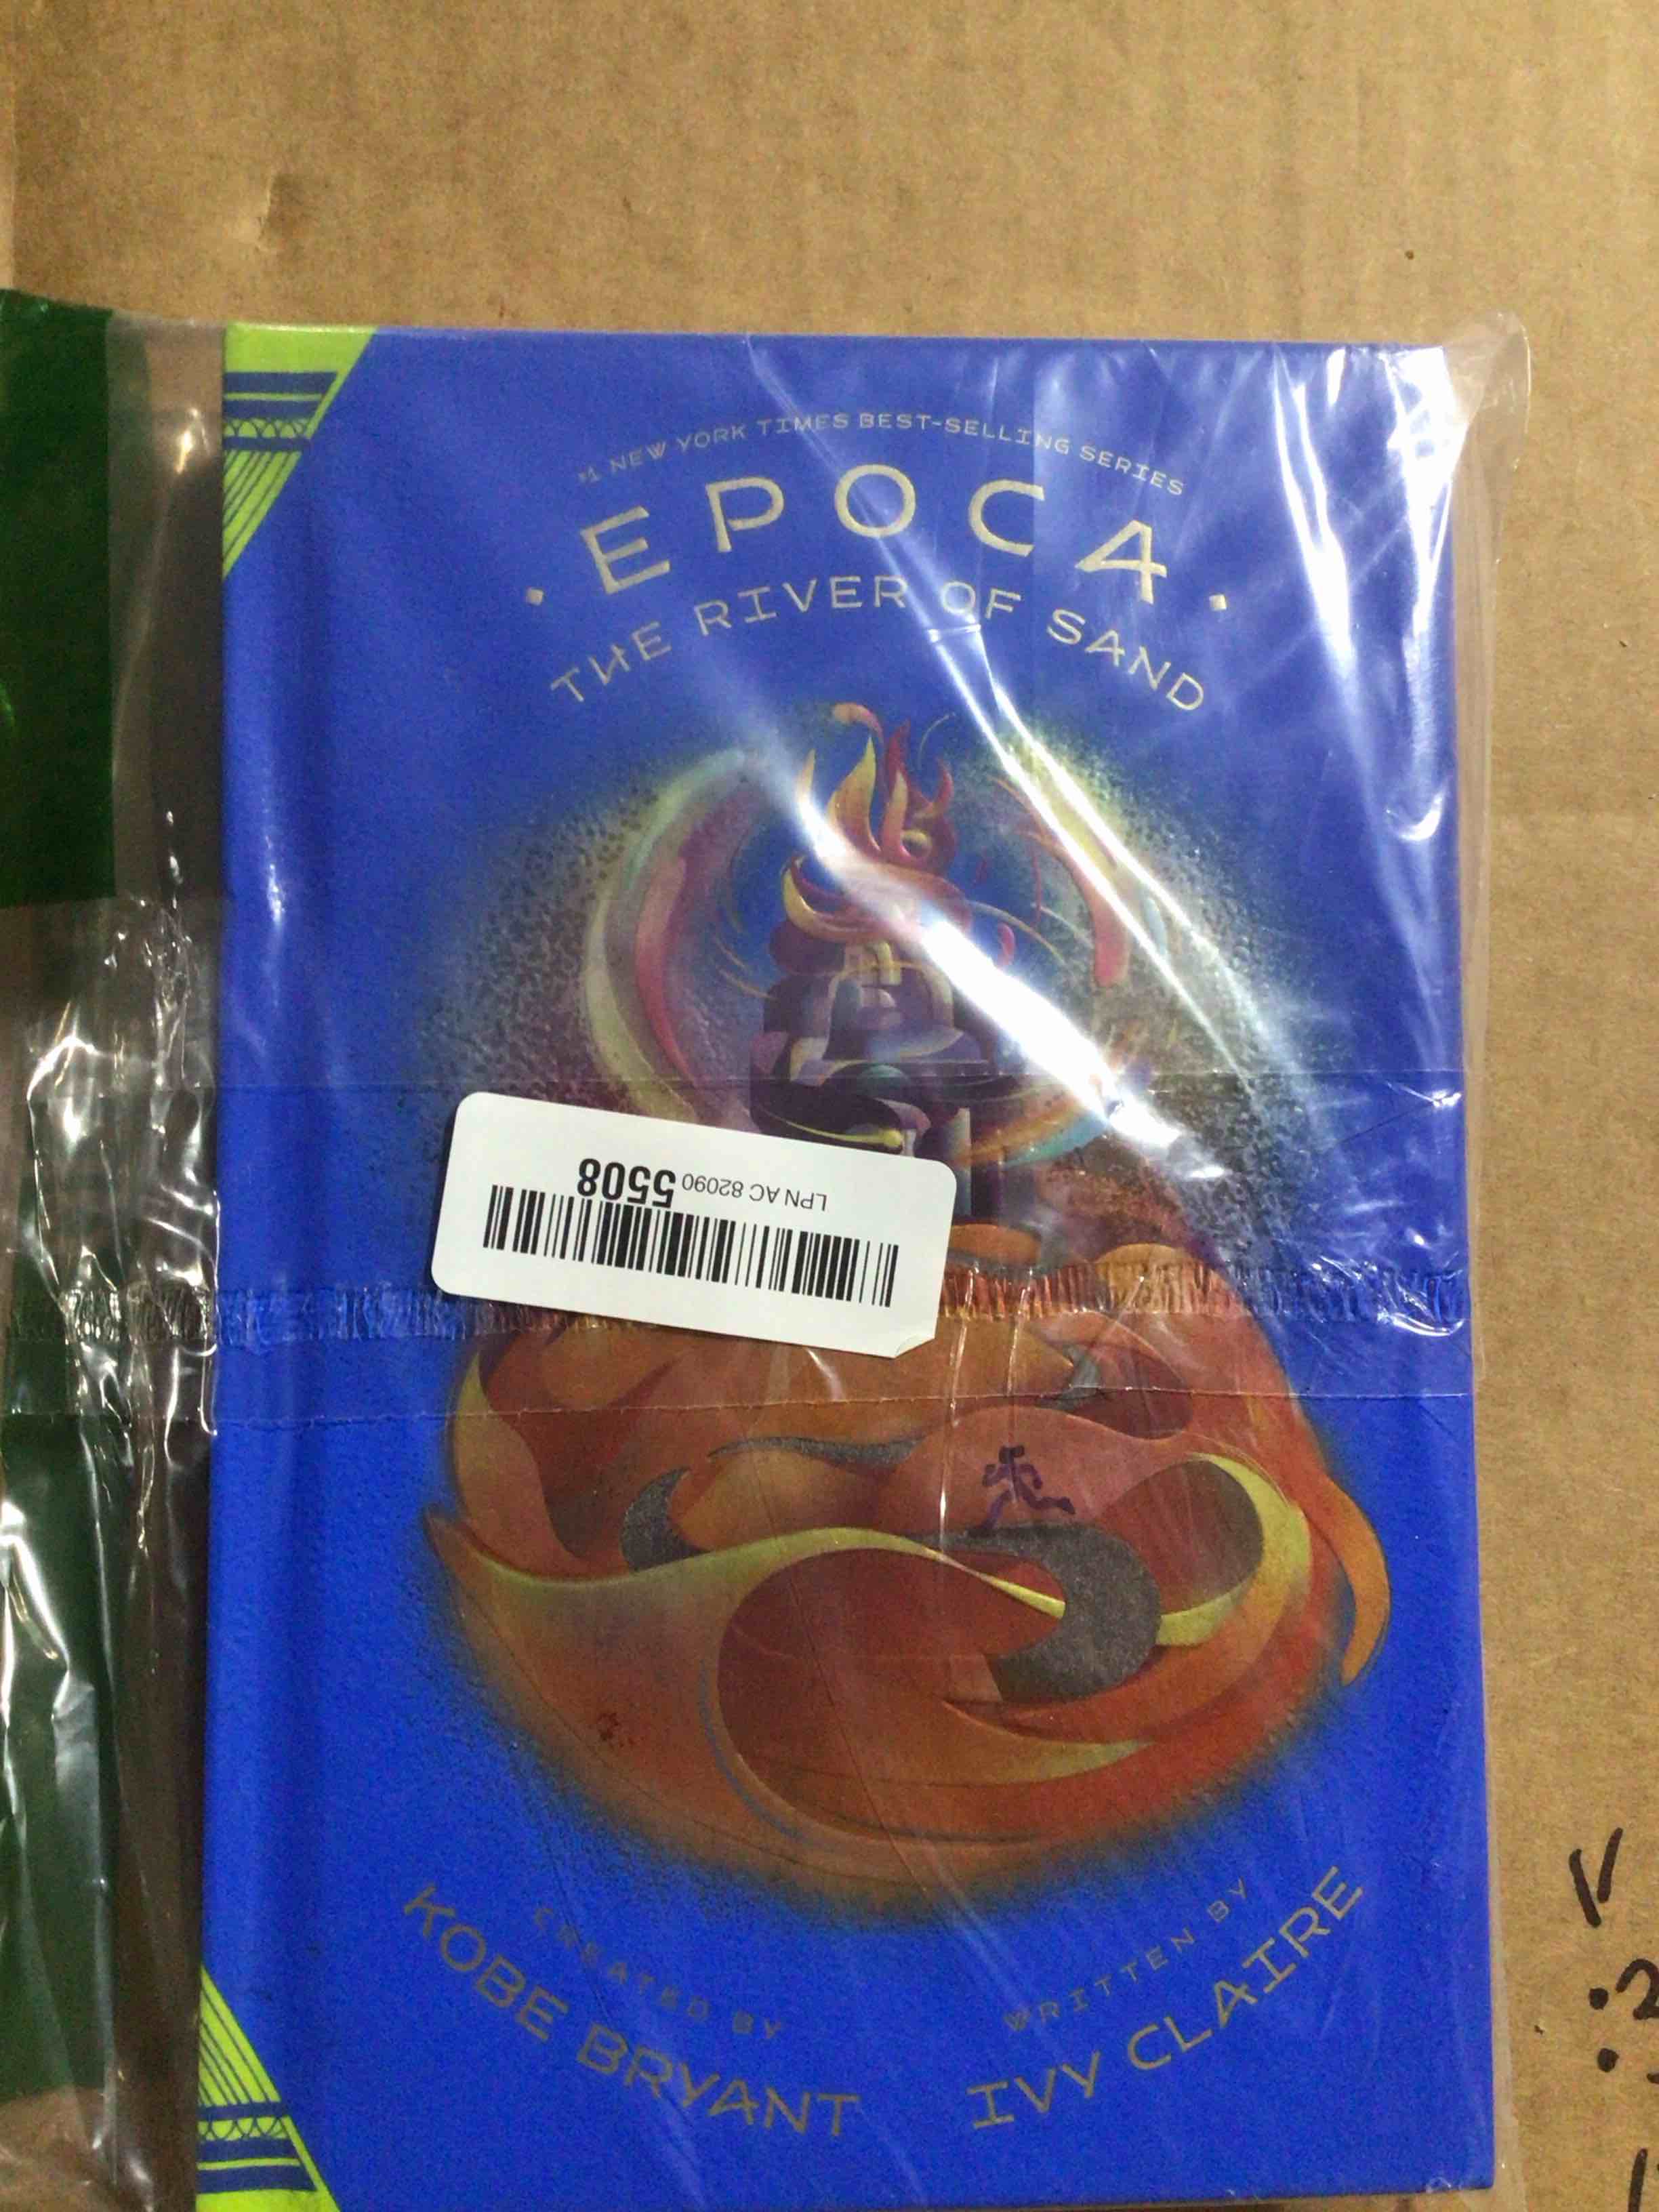 #1 NEW YORK TIMES BEST-SELLING SERIES
· EPOCA ·
THE RIVER OF SAND
LPN AC 82090 5508
CREATED BY
KOBE BRYANT
WRITTEN BY
IVY CLAIRE